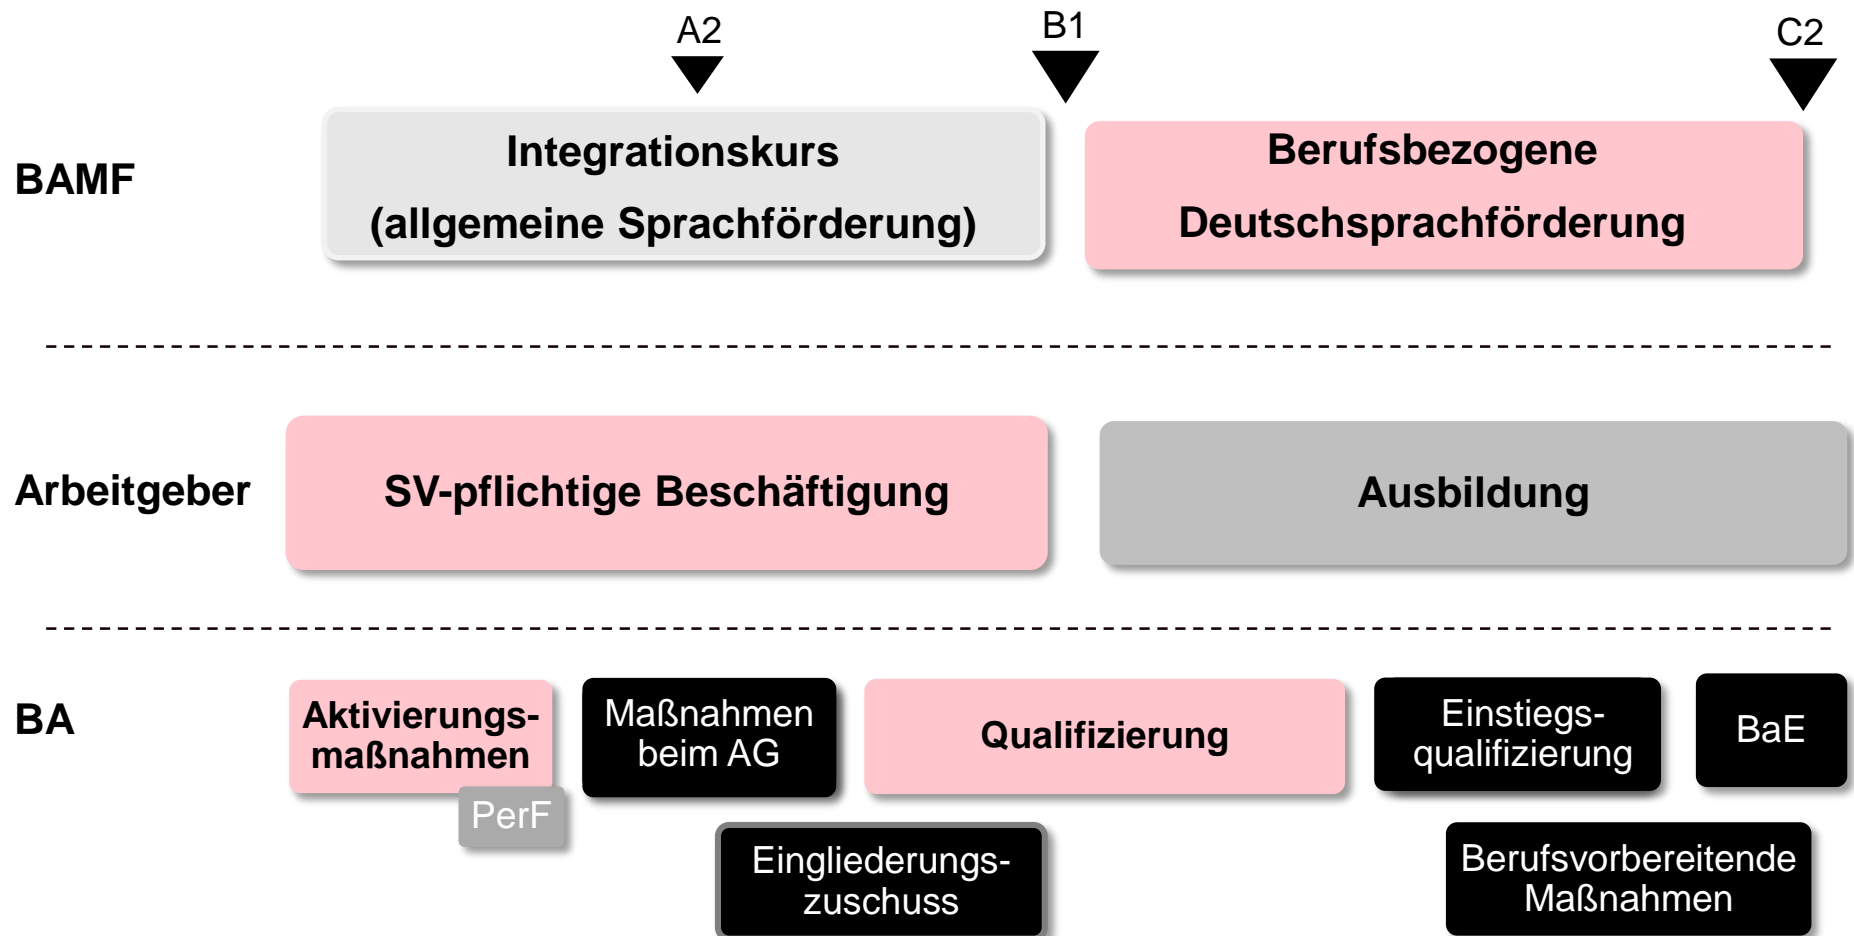 A2
B1
C2
BAMF
Integrationskurs
(allgemeine Sprachförderung)
Berufsbezogene
Deutschsprachförderung
Arbeitgeber
SV-pflichtige Beschäftigung
Ausbildung
BA
Aktivierungs-
maßnahmen
PerF
Maßnahmen
beim AG
Qualifizierung
Einstiegs-
qualifizierung
BaE
Eingliederungs-
zuschuss
Berufsvorbereitende
Maßnahmen